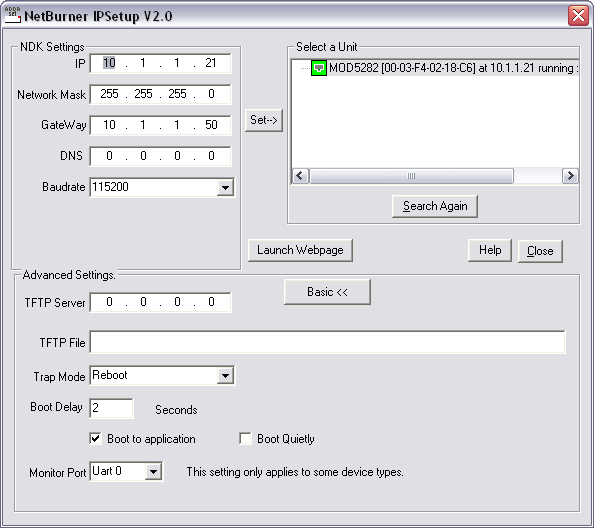 NetBurner IPSetup V2.0
NDK Settings
IP 10 . 1 . 1 . 21
Network Mask 255 . 255 . 255 . 0
GateWay 10 . 1 . 1 . 50
DNS 0 . 0 . 0 . 0
Baudrate 115200
Set-->
Select a Unit
MOD5282 [00-03-F4-02-18-C6] at 10.1.1.21 running :
Search Again
Launch Webpage
Help
Close
Advanced Settings.
Basic <<
TFTP Server 0 . 0 . 0 . 0
TFTP File
Trap Mode Reboot
Boot Delay 2 Seconds
Boot to application
Boot Quietly
Monitor Port Uart 0 This setting only applies to some device types.